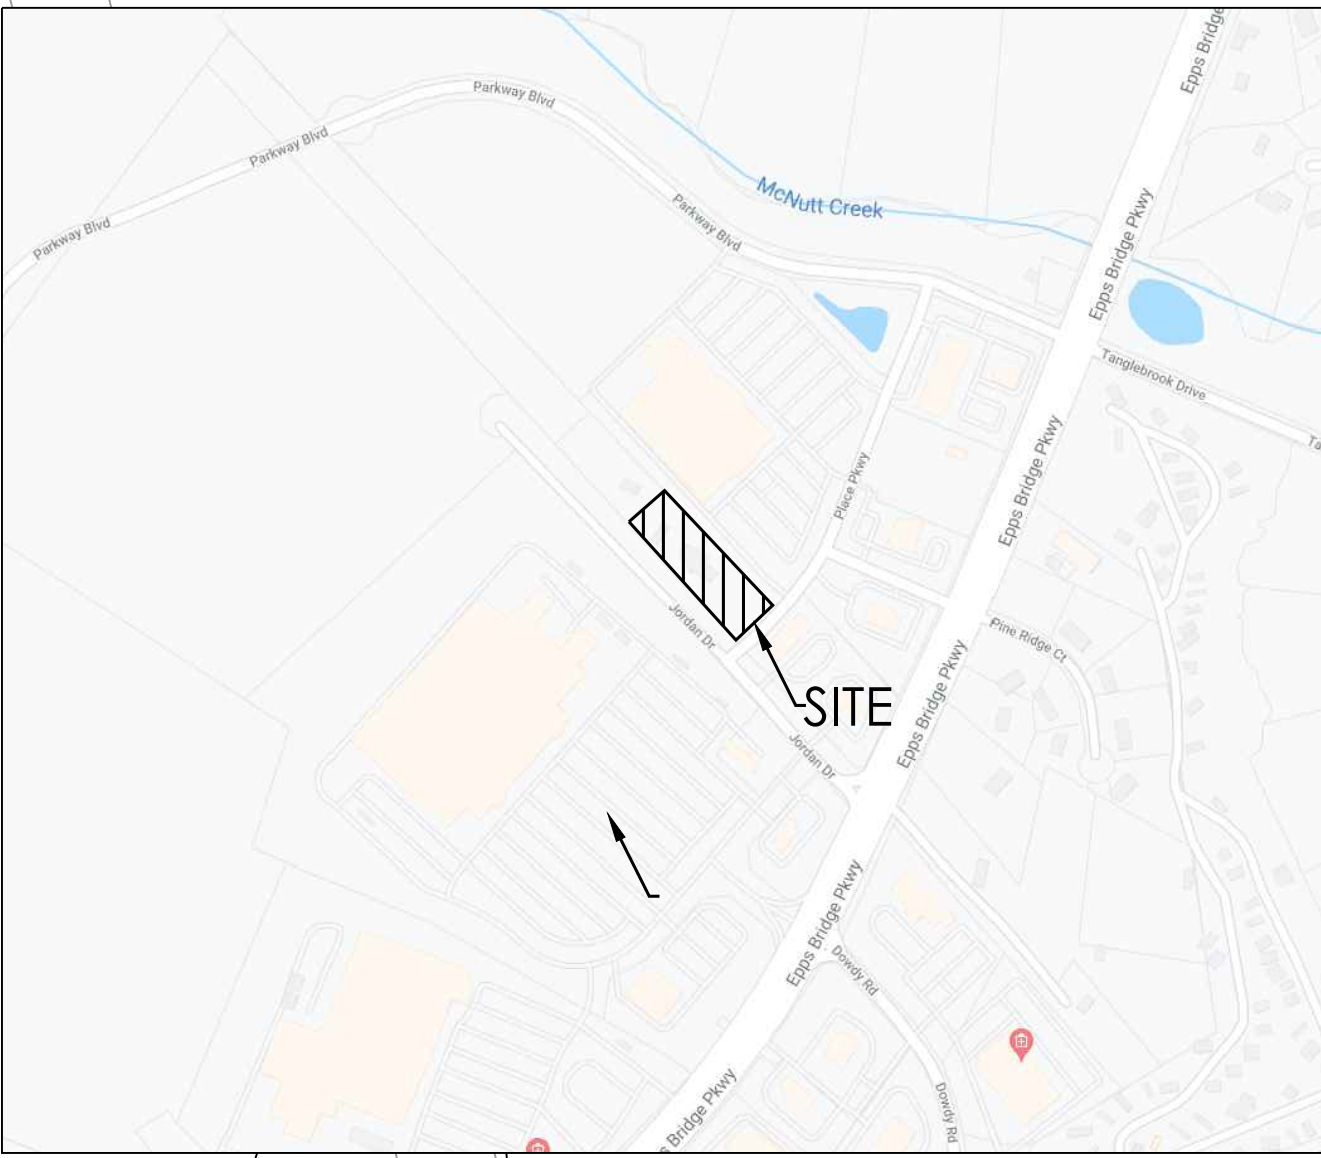 Epps Bridge
Parkway Blvd
Parkway Blvd
Parkway Blvd
McNutt Creek
Parkway Blvd
Epps Bridge Pkwy
Tanglebrook Drive
Ta
Epps Bridge Pkwy
Place Pkwy
Jordan Dr
Pine Ridge Ct
Epps Bridge Pkwy
SITE
Jordan Dr
Epps Bridge Pkwy
Dowdy Rd
s Bridge Pkwy
Dowdy Rd